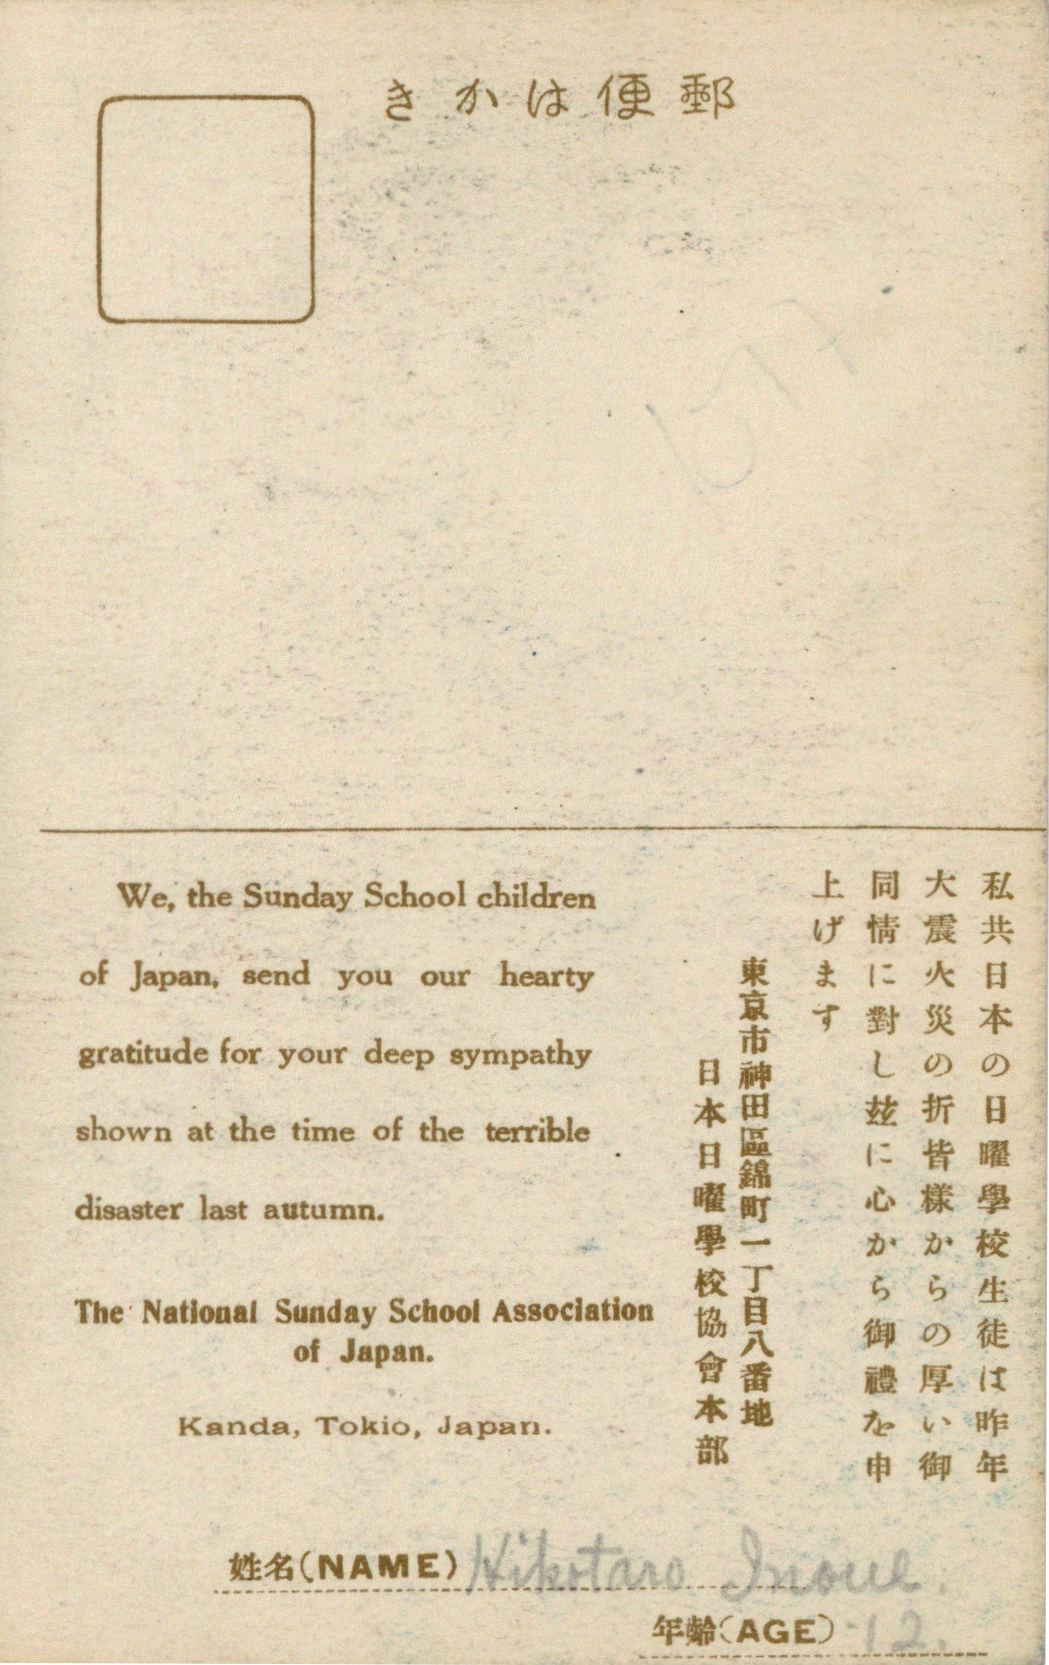 郵便はかき
We, the Sunday School children
of Japan, send you our hearty
gratitude for your deep sympathy
shown at the time of the terrible
disaster last autumn.
The National Sunday School Association
of Japan.
Kanda, Tokio, Japan.
私共日本の日曜學校生徒は昨年
大震火災の折皆樣からの厚い御
同情に對し玆に心から御禮を申
上げます
東京市神田區錦町一丁目八番地
日本日曜學校協會本部
姓名(NAME) Hikotaro Inoue.
年齡(AGE) 12.